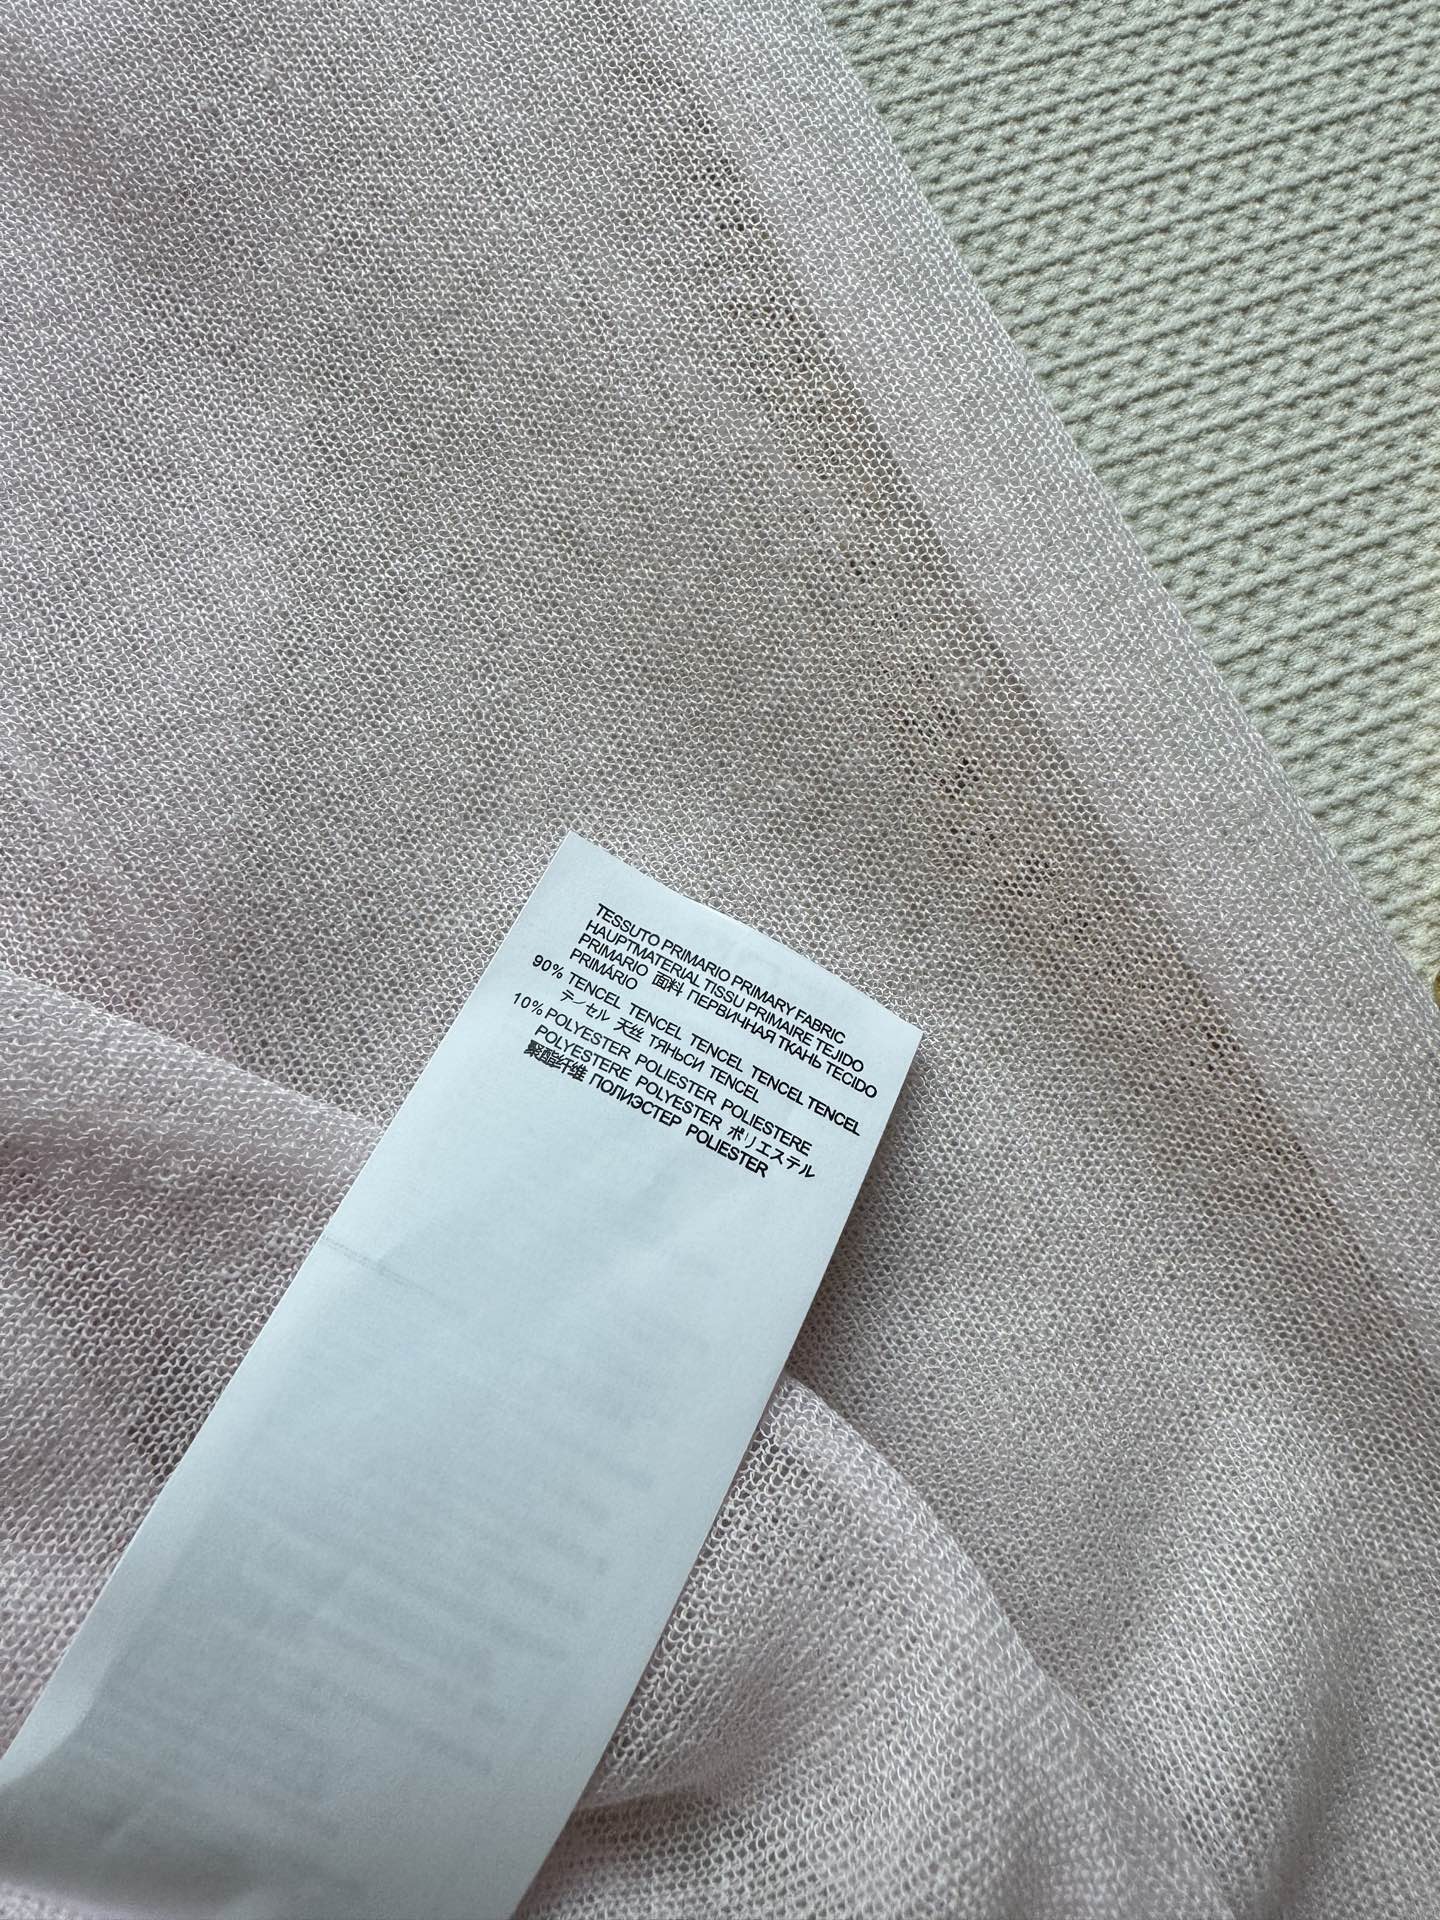 TESSUTO PRIMARIO PRIMARY FABRIC
HAUPTMATERIAL TISSU PRIMAIRE TEJIDO
PRIMARIO 面料 ПЕРВИЧНАЯ ТКАНЬ TECIDO
PRIMÁRIO
90% TENCEL TENCEL TENCEL TENCEL TENCEL
テンセル 天丝 ТЯНЬСИ TENCEL
10% POLYESTER POLIESTER POLIESTERE
POLYESTERE POLYESTER ポリエステル
聚酯纤维 ПОЛИЭСТЕР POLIESTER